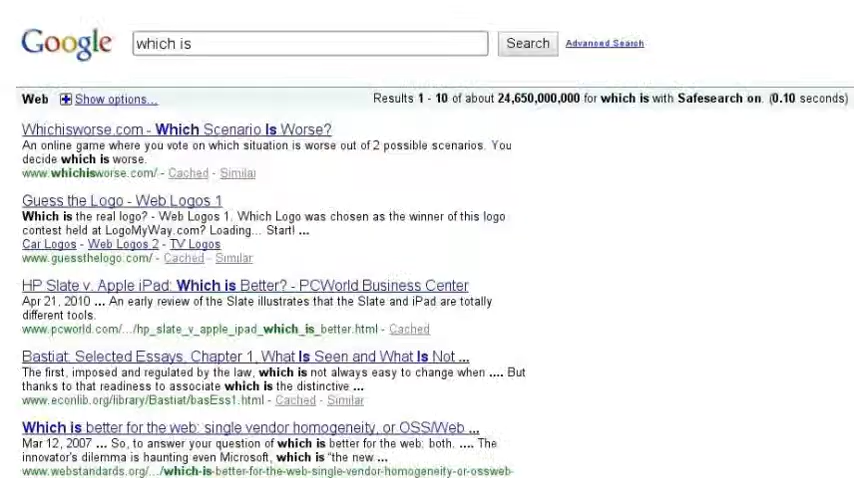 Google which is Search Advanced Search
Web Show options... Results 1 - 10 of about 24,650,000,000 for which is with Safesearch on. (0.10 seconds)
Whichisworse.com - Which Scenario Is Worse?
An online game where you vote on which situation is worse out of 2 possible scenarios. You
decide which is worse.
www.whichisworse.com/ - Cached - Similar
Guess the Logo - Web Logos 1
Which is the real logo? - Web Logos 1. Which Logo was chosen as the winner of this logo
contest held at LogoMyWay.com? Loading... Start! ...
Car Logos - Web Logos 2 - TV Logos
www.guessthelogo.com/ - Cached - Similar
HP Slate v. Apple iPad: Which is Better? - PCWorld Business Center
Apr 21, 2010 ... An early review of the Slate illustrates that the Slate and iPad are totally
different tools.
www.pcworld.com/.../hp_slate_v_apple_ipad_which_is_better.html - Cached
Bastiat: Selected Essays, Chapter 1, What Is Seen and What Is Not ...
The first, imposed and regulated by the law, which is not always easy to change when .... But
thanks to that readiness to associate which is the distinctive ...
www.econlib.org/library/Bastiat/basEss1.html - Cached - Similar
Which is better for the web: single vendor homogeneity, or OSS/Web ...
Mar 12, 2007 ... So, to answer your question of which is better for the web: both. .... The
innovator's dilemma is haunting even Microsoft, which is "the new ...
www.webstandards.org/.../which-is-better-for-the-web-single-vendor-homogeneity-or-ossweb-